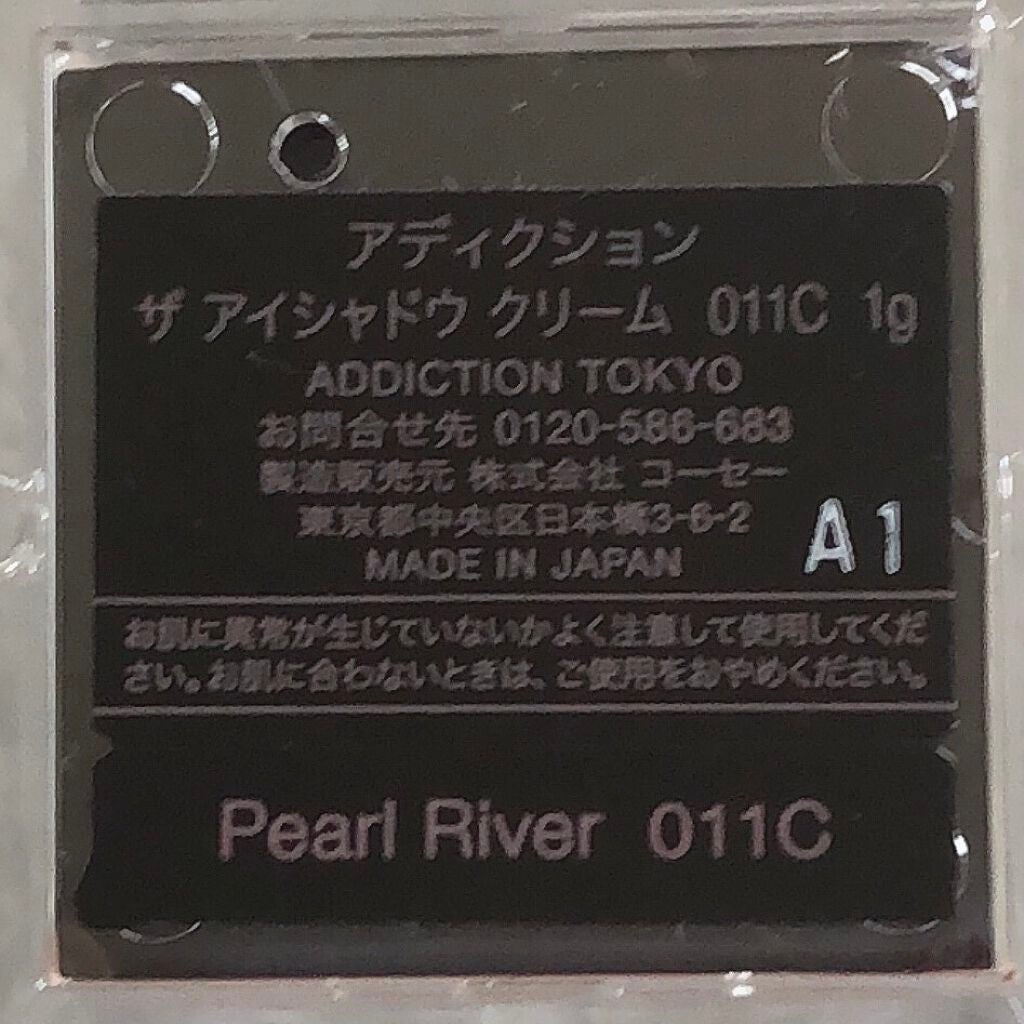 アディクション
ザ アイシャドウ クリーム 011C 1g
ADDICTION TOKYO
お問合せ先 0120-586-683
製造販売元 株式会社 コーセー
東京都中央区日本橋3-6-2
MADE IN JAPAN
A1
お肌に異常が生じていないかよく注意して使用してくだ
さい。お肌に合わないときは、ご使用をおやめください。
Pearl River 011C